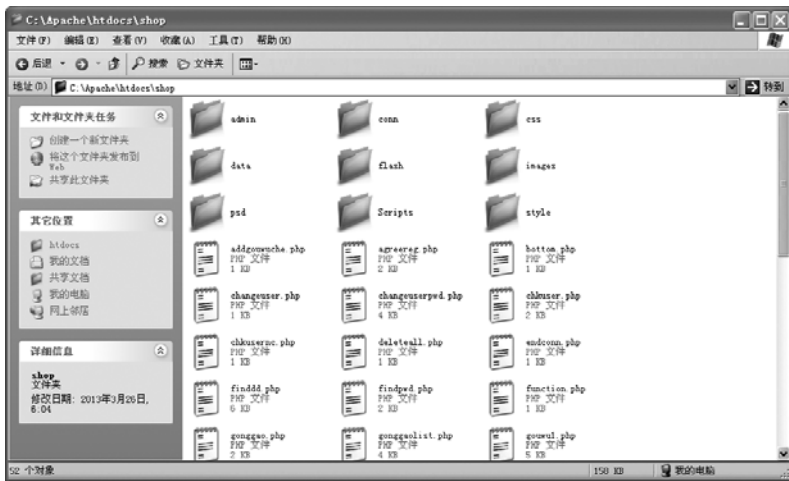 C:\Apache\htdocs\shop
文件(F) 编辑(E) 查看(V) 收藏(A) 工具(T) 帮助(H)
后退 搜索 文件夹
地址(D) C:\Apache\htdocs\shop 转到
文件和文件夹任务
创建一个新文件夹
将这个文件夹发布到
Web
共享此文件夹
其它位置
htdocs
我的文档
共享文档
我的电脑
网上邻居
详细信息
shop
文件夹
修改日期: 2013年3月26日,
6:04
admin conn css
data flash images
psd Scripts style
addgouwuche.php agreereg.php bottom.php
PHP 文件 PHP 文件 PHP 文件
1 KB 2 KB 1 KB
changeuser.php changeuserpwd.php chkuser.php
PHP 文件 PHP 文件 PHP 文件
1 KB 4 KB 2 KB
chkusernc.php deleteall.php endconn.php
PHP 文件 PHP 文件 PHP 文件
1 KB 1 KB 1 KB
finddd.php findpwd.php function.php
PHP 文件 PHP 文件 PHP 文件
6 KB 2 KB 1 KB
gonggao.php gonggaolist.php gouwu1.php
PHP 文件 PHP 文件 PHP 文件
2 KB 4 KB 5 KB
52 个对象 158 KB 我的电脑